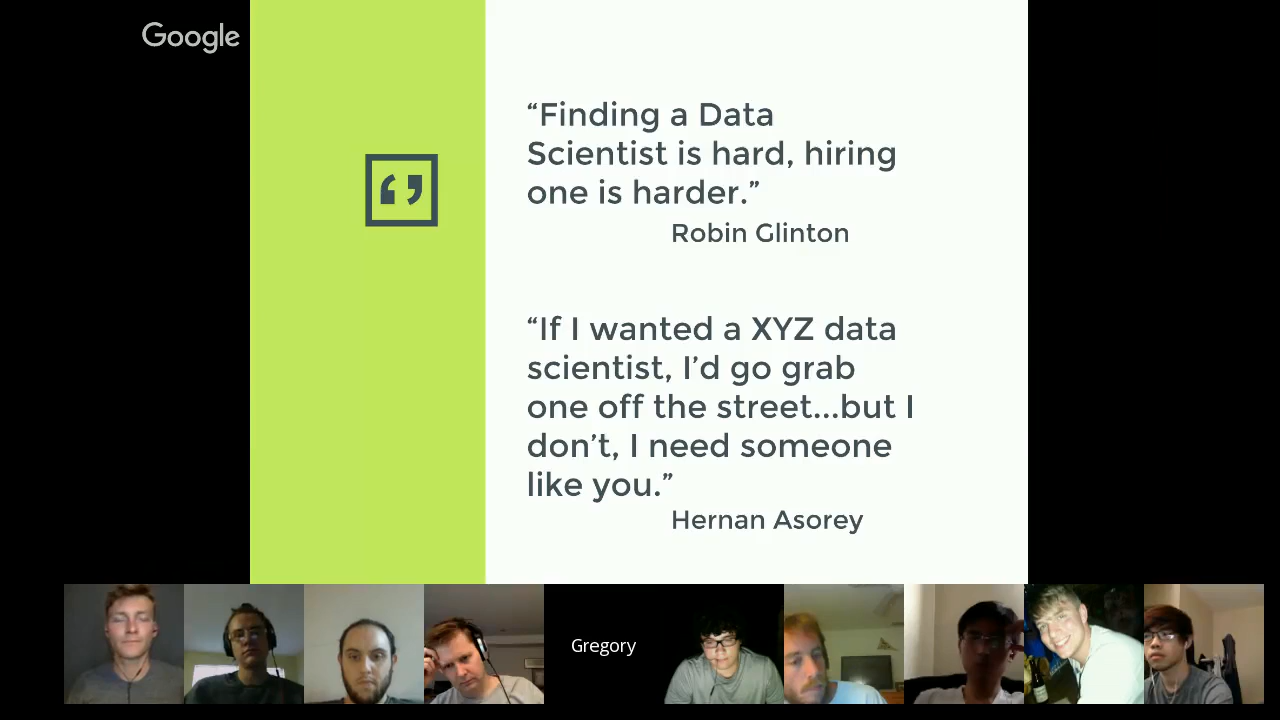 Google
“Finding a Data
Scientist is hard, hiring
one is harder.”
Robin Glinton
“If I wanted a XYZ data
scientist, I’d go grab
one off the street...but I
don’t, I need someone
like you.”
Hernan Asorey
Gregory